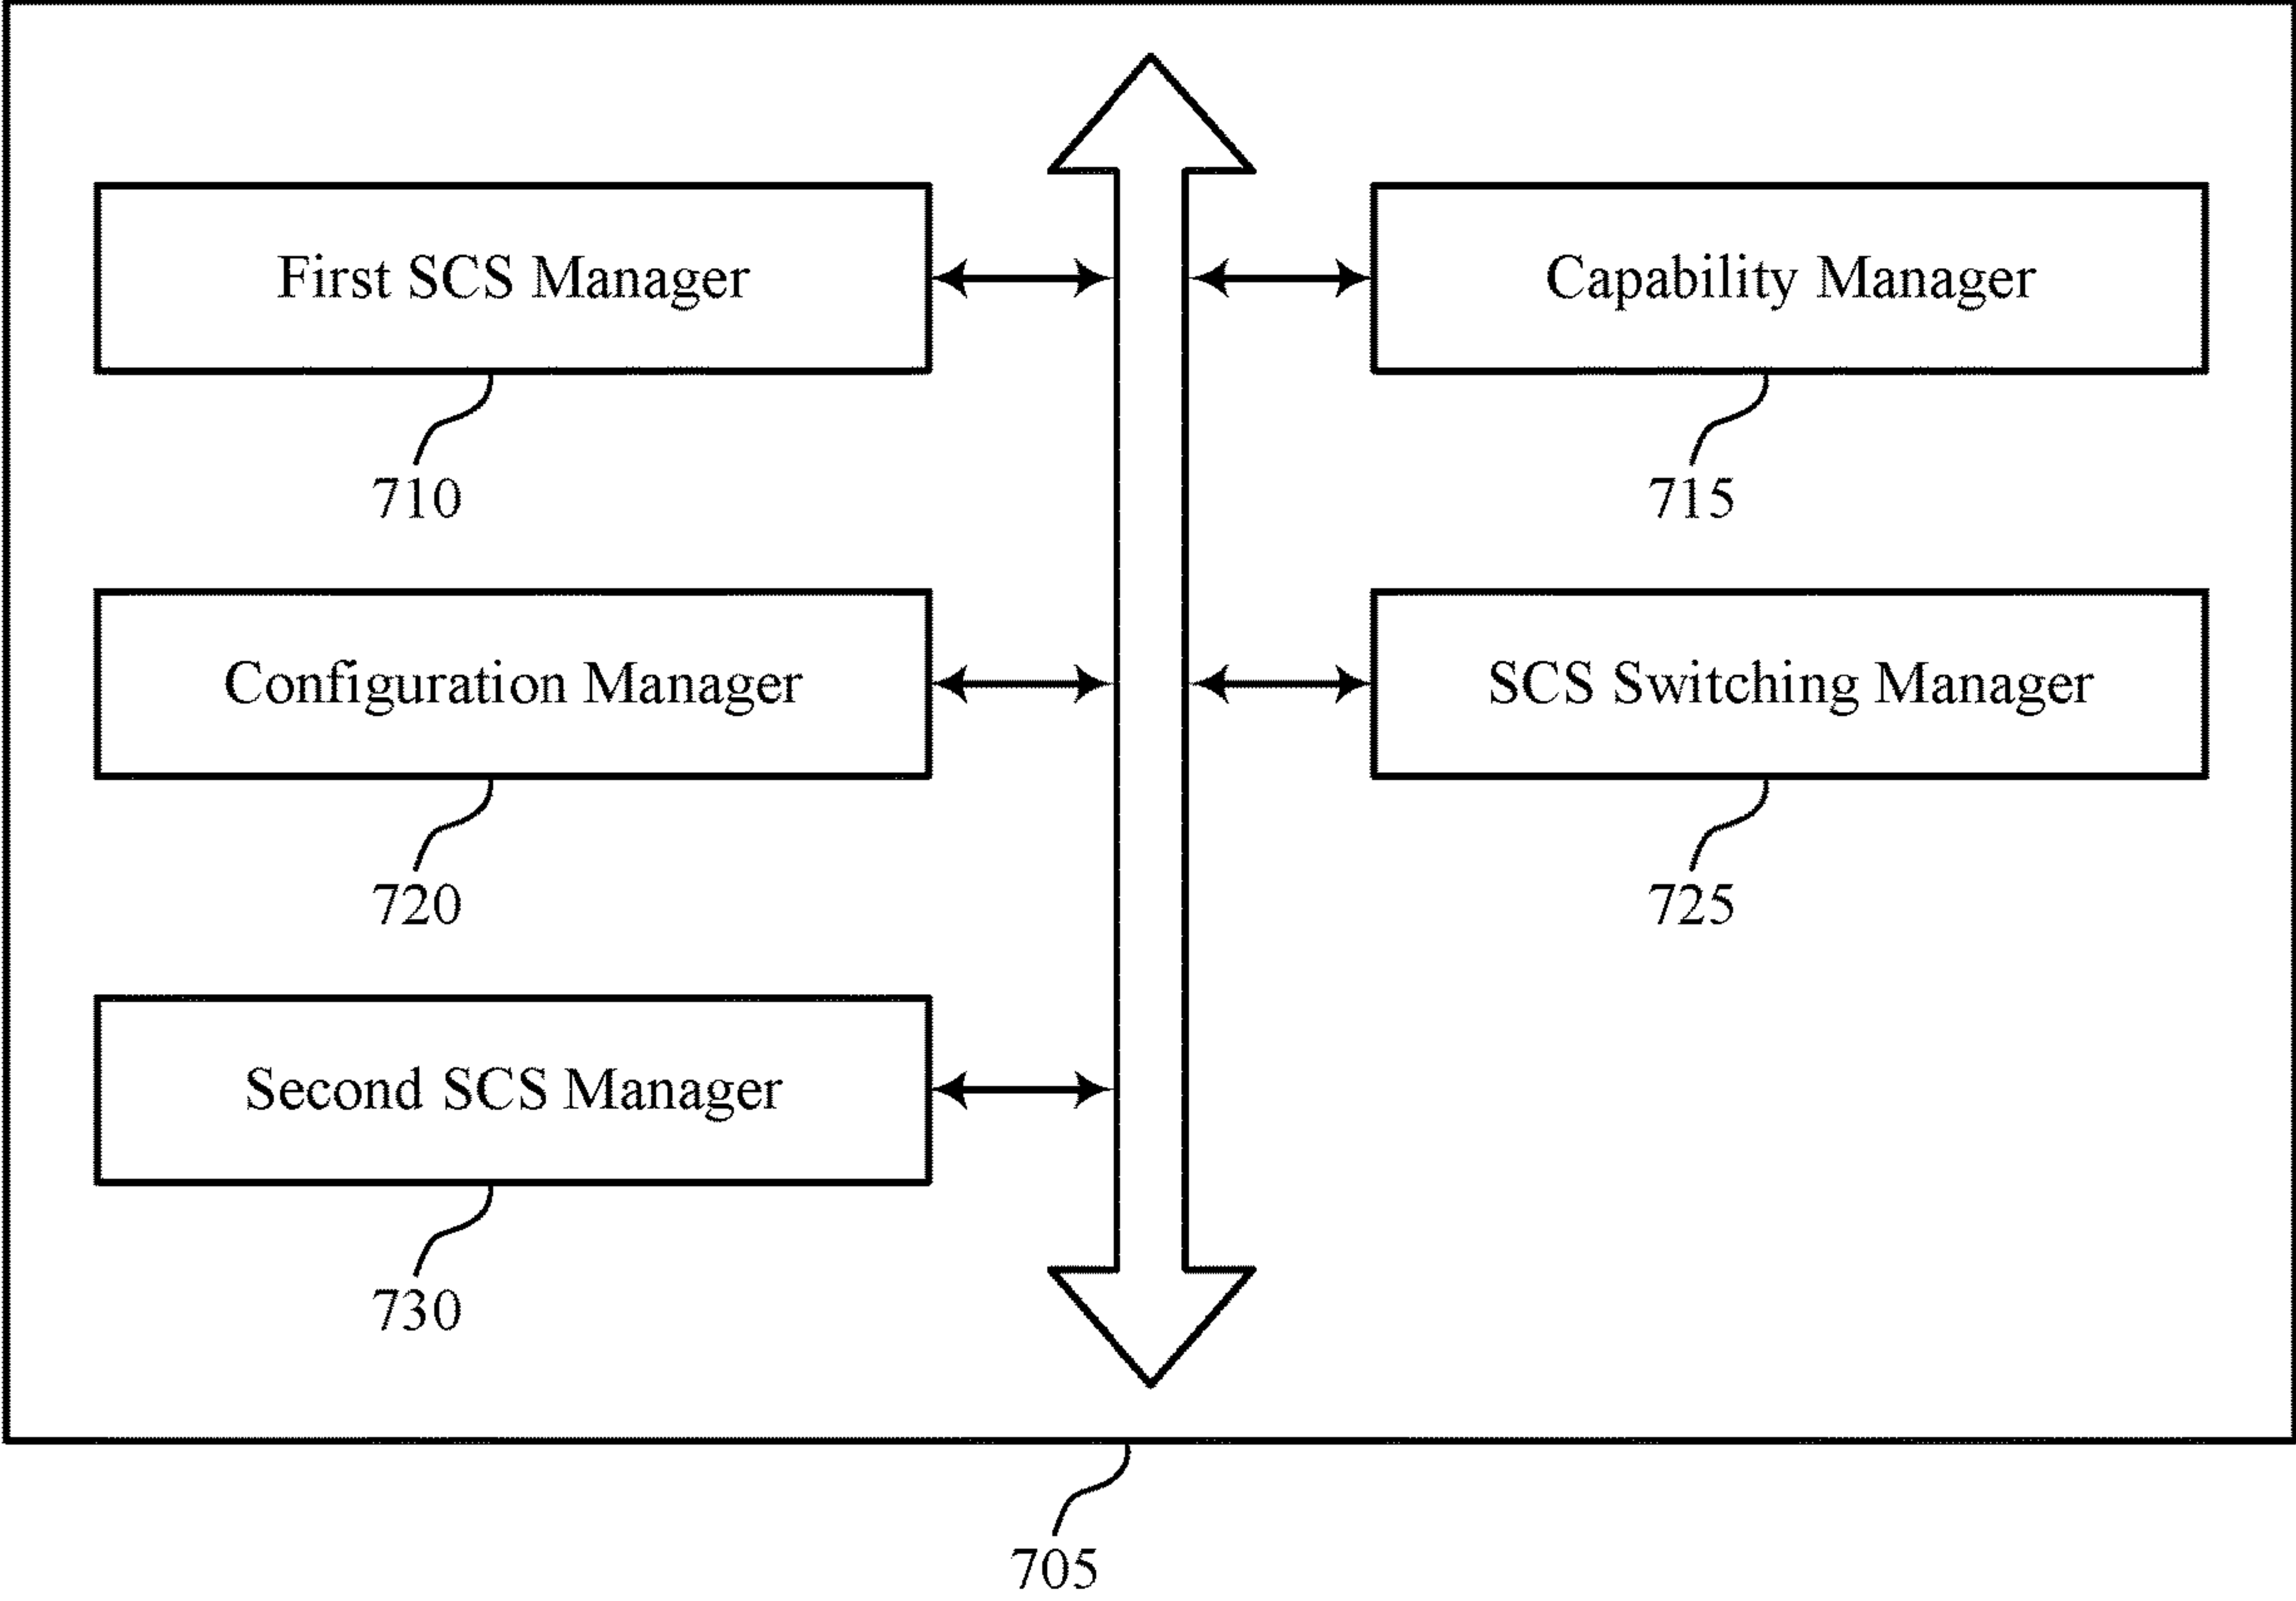 First SCS Manager
Capability Manager
710
715
Configuration Manager
SCS Switching Manager
720
725
Second SCS Manager
730
705